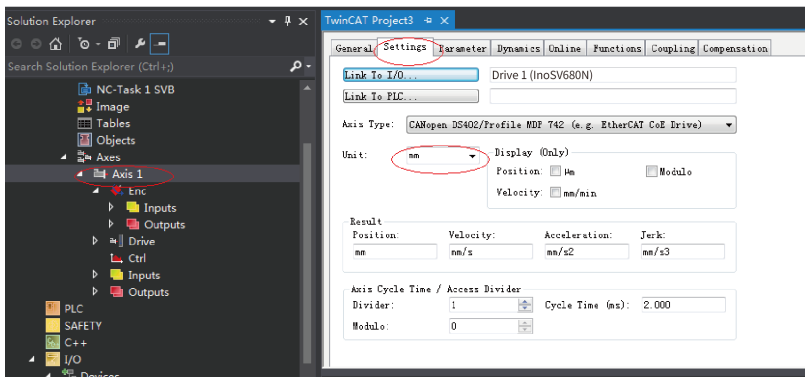 Solution Explorer
Search Solution Explorer (Ctrl+;)
NC-Task 1 SVB
Image
Tables
Objects
Axes
Axis 1
Enc
Inputs
Outputs
Drive
Ctrl
Inputs
Outputs
PLC
SAFETY
C++
I/O
Devices
TwinCAT Project3
General Settings Parameter Dynamics Online Functions Coupling Compensation
Link To I/O... Drive 1 (InoSV680N)
Link To PLC...
Axis Type: CANopen DS402/Profile MDP 742 (e.g. EtherCAT CoE Drive)
Unit: mm Display (Only)
Position: µm Modulo
Velocity: mm/min
Result
Position: Velocity: Acceleration: Jerk:
mm mm/s mm/s2 mm/s3
Axis Cycle Time / Access Divider
Divider: 1 Cycle Time (ms): 2.000
Modulo: 0